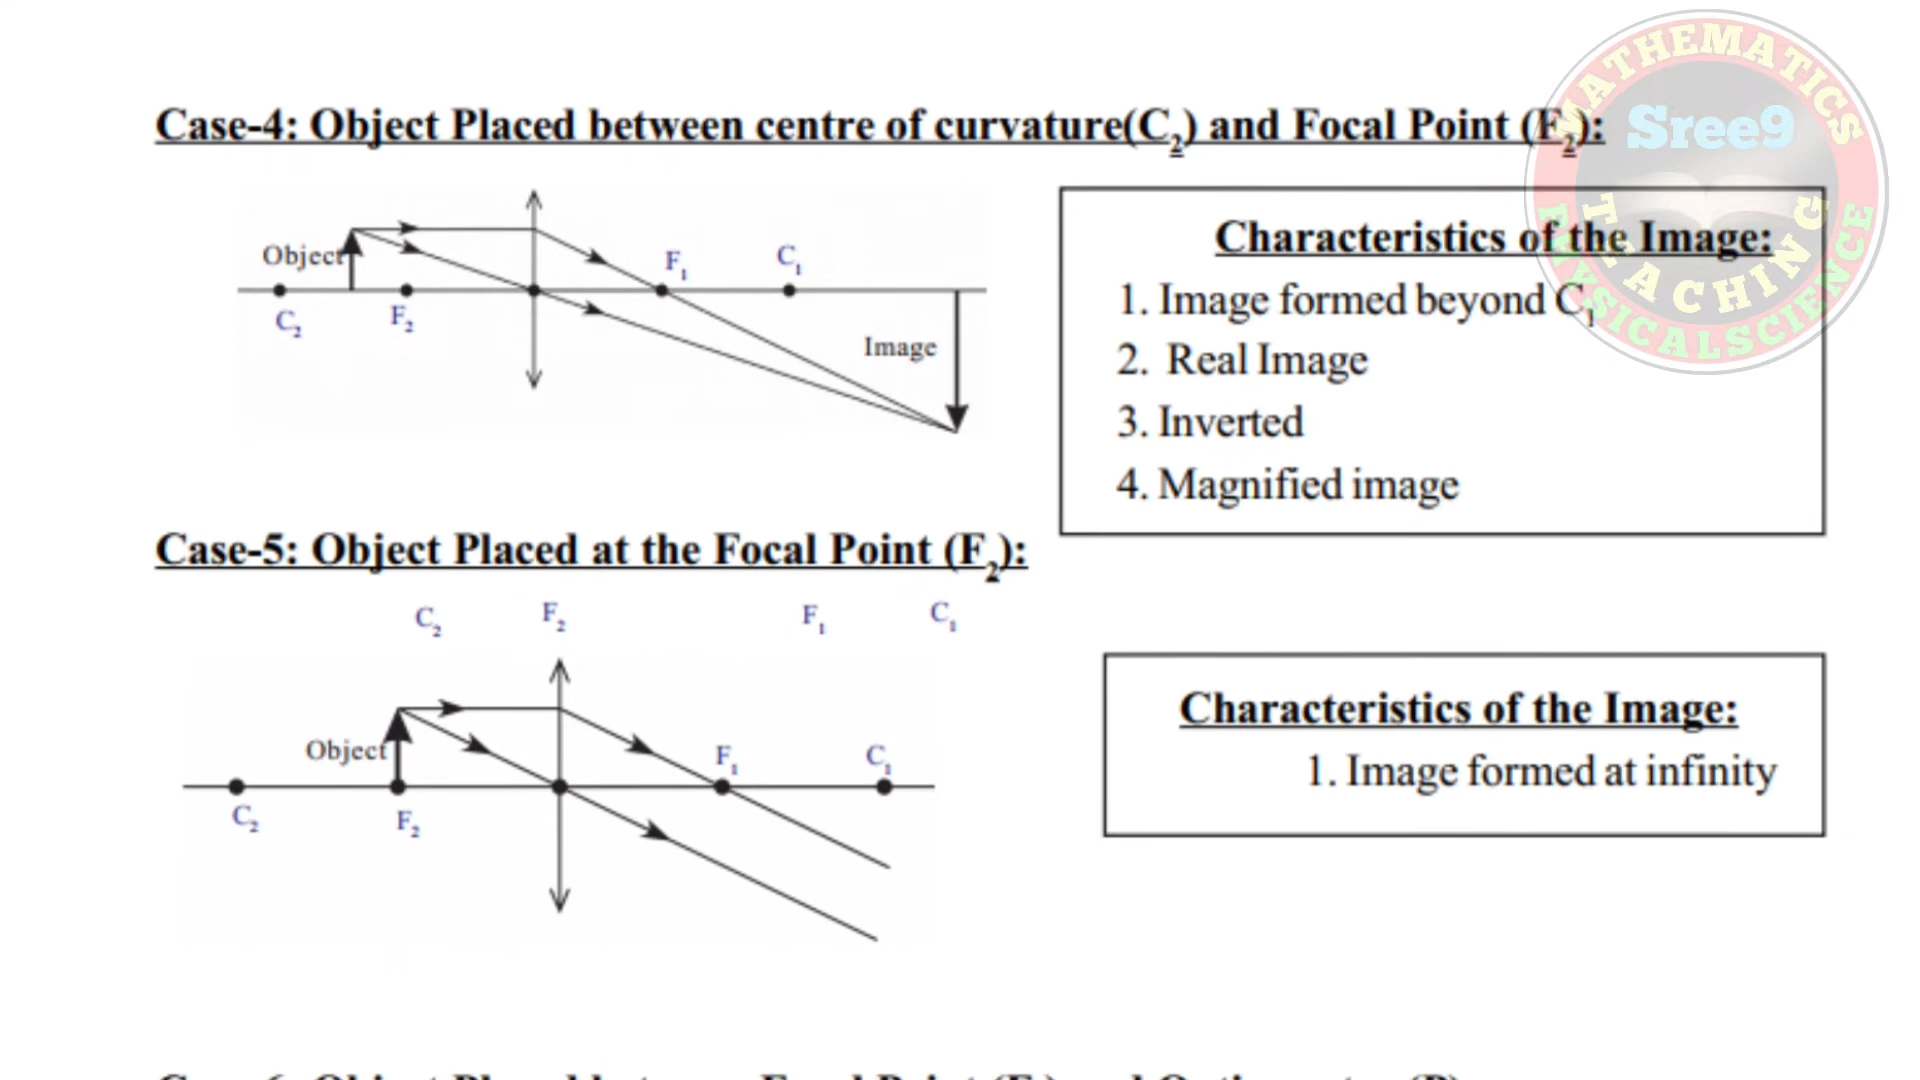 MATHEMATICS
Sree9
TEACHING
PHYSICALSCIENCE
Case-4: Object Placed between centre of curvature(C₂) and Focal Point (F₂):
Characteristics of the Image:
Object
F₁
C₁
C₂
F₂
Image
1. Image formed beyond C₁
2. Real Image
3. Inverted
4. Magnified image
Case-5: Object Placed at the Focal Point (F₂):
C₂ F₂ F₁ C₁
Object
F₁
C₁
C₂
F₂
Characteristics of the Image:
1. Image formed at infinity